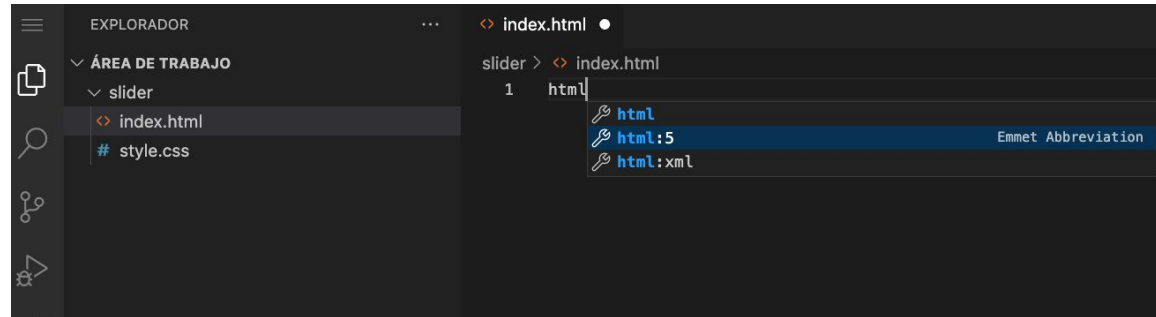 EXPLORADOR ...
ÁREA DE TRABAJO
slider
index.html
# style.css
index.html
slider > index.html
1 html
html
html:5 Emmet Abbreviation
html:xml